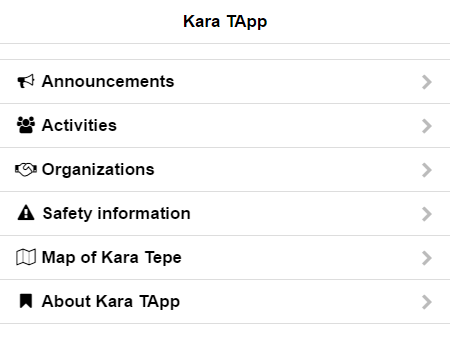 Kara TApp
Announcements
Activities
Organizations
Safety information
Map of Kara Tepe
About Kara TApp